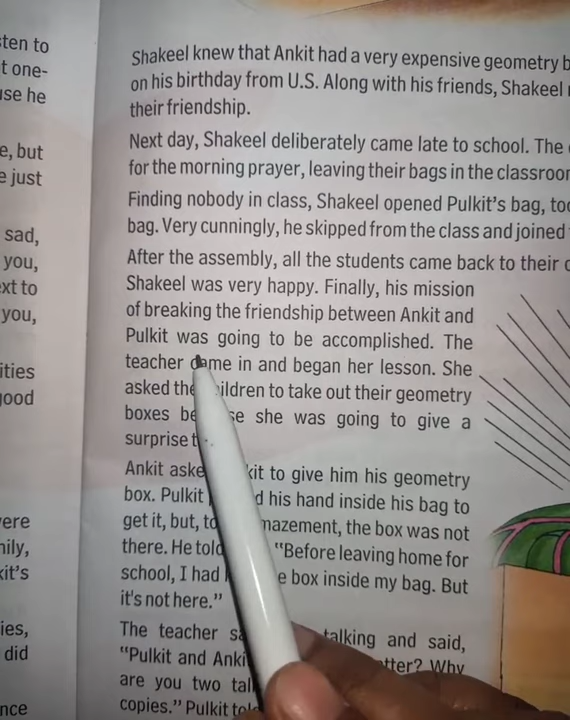 sten to
t one-
use he
e, but
e just
sad,
you,
ext to
you,
ities
good
vere
nily,
kit's
ies,
did
nce
Shakeel knew that Ankit had a very expensive geometry b
on his birthday from U.S. Along with his friends, Shakeel
their friendship.
Next day, Shakeel deliberately came late to school. The
for the morning prayer, leaving their bags in the classroo
Finding nobody in class, Shakeel opened Pulkit's bag, too
bag. Very cunningly, he skipped from the class and joined
After the assembly, all the students came back to their
Shakeel was very happy. Finally, his mission
of breaking the friendship between Ankit and
Pulkit was going to be accomplished. The
teacher came in and began her lesson. She
asked the ildren to take out their geometry
boxes be se she was going to give a
surprise t
Ankit aske kit to give him his geometry
box. Pulkit d his hand inside his bag to
get it, but, to mazement, the box was not
there. He told "Before leaving home for
school, I had e box inside my bag. But
it's not here."
The teacher sa talking and said,
"Pulkit and Anki tter? Why
are you two tal
copies." Pulkit tol